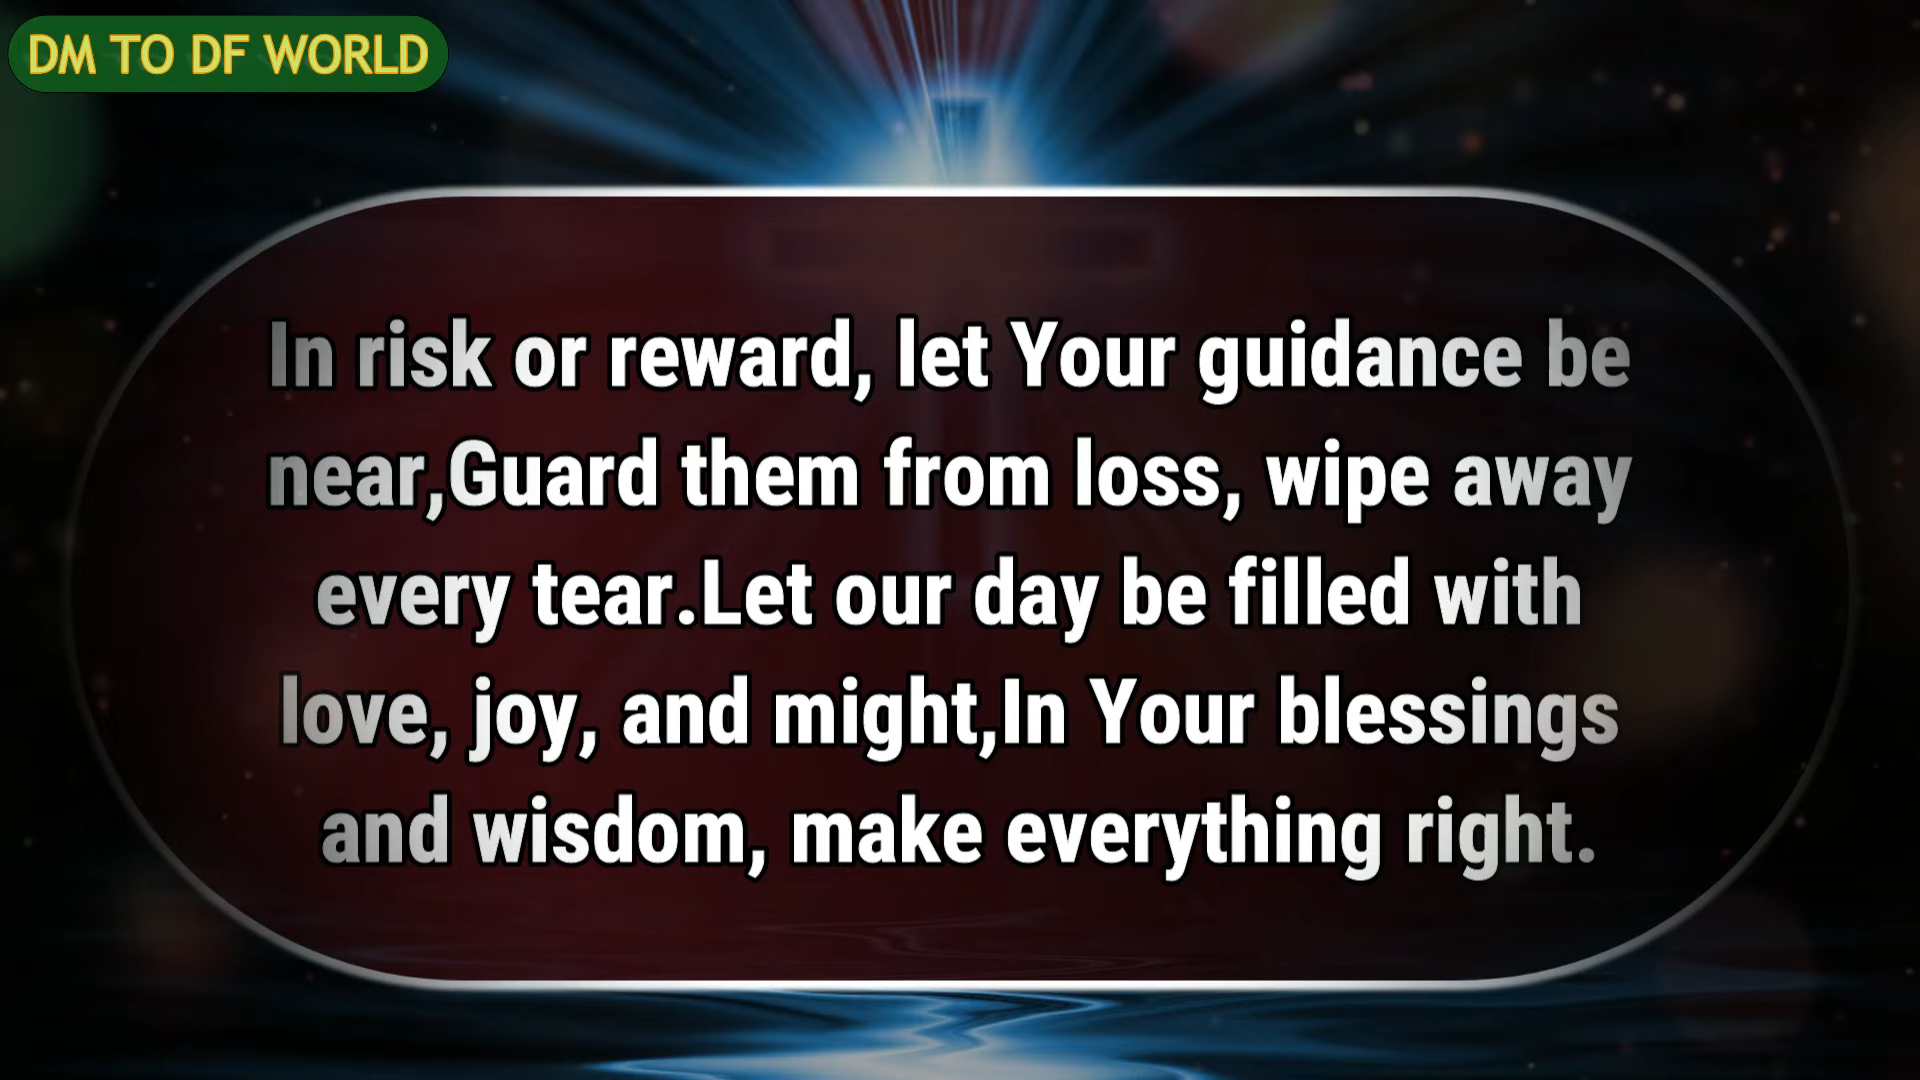 DM TO DF WORLD
In risk or reward, let Your guidance be
near,Guard them from loss, wipe away
every tear.Let our day be filled with
love, joy, and might,In Your blessings
and wisdom, make everything right.